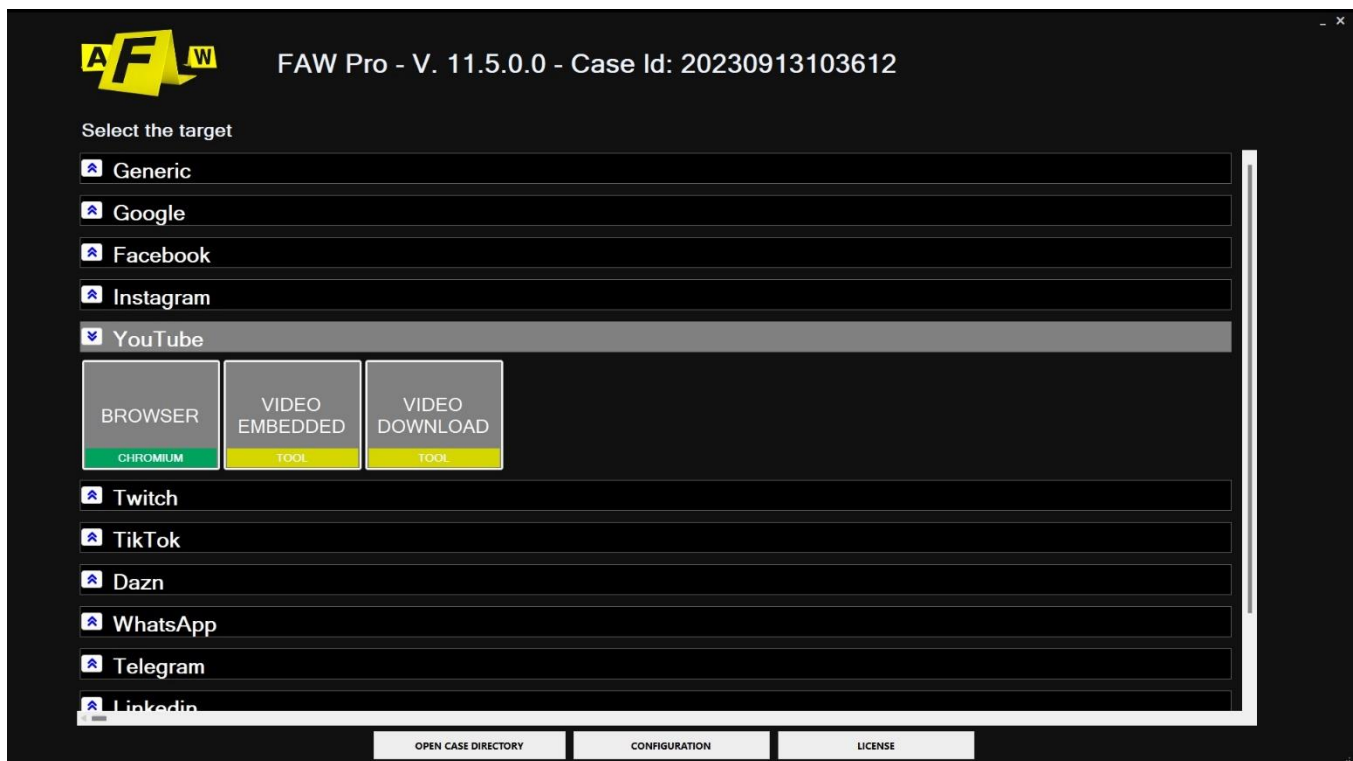 A F W
FAW Pro - V. 11.5.0.0 - Case Id: 20230913103612
Select the target
Generic
Google
Facebook
Instagram
YouTube
BROWSER
CHROMIUM
VIDEO
EMBEDDED
TOOL
VIDEO
DOWNLOAD
TOOL
Twitch
TikTok
Dazn
WhatsApp
Telegram
Linkedin
OPEN CASE DIRECTORY
CONFIGURATION
LICENSE